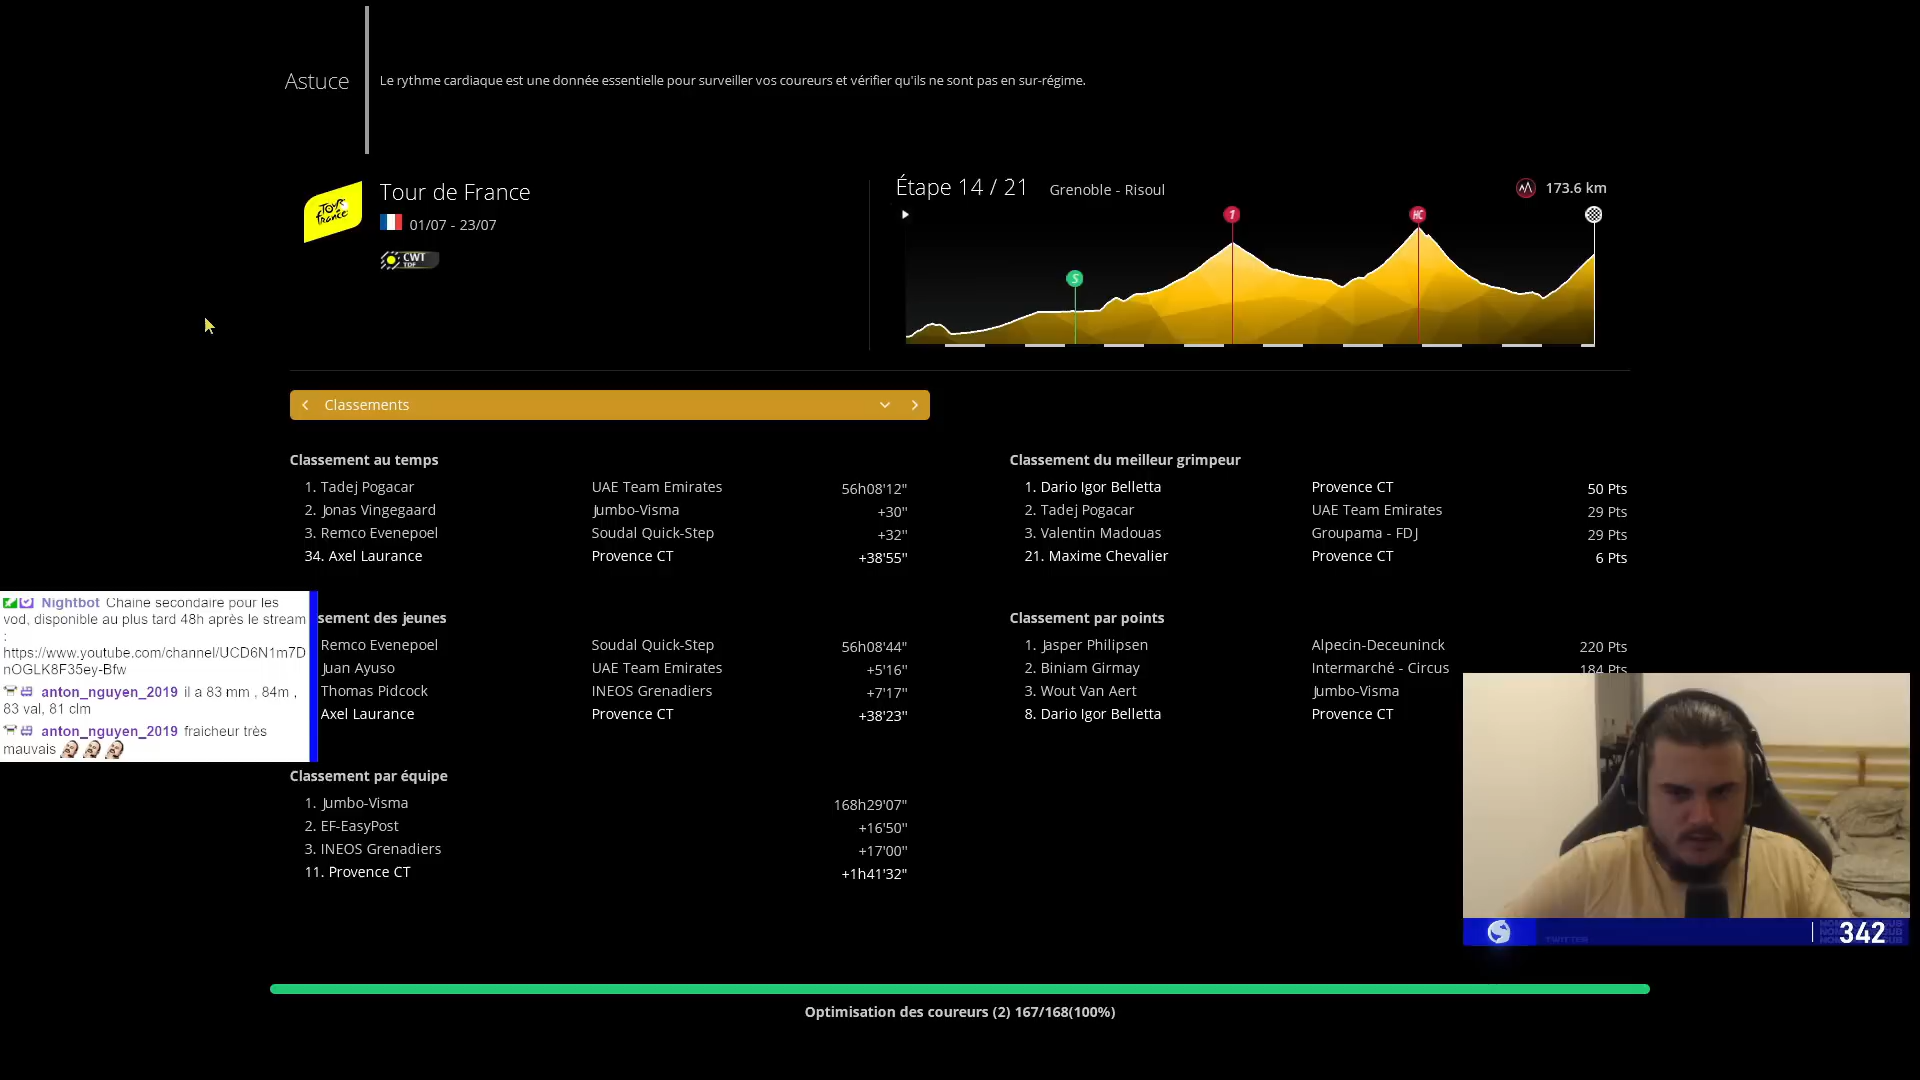 Astuce
Le rythme cardiaque est une donnée essentielle pour surveiller vos coureurs et vérifier qu'ils ne sont pas en sur-régime.
TOUR de france
Tour de France
01/07 - 23/07
CWT TDF
Étape 14 / 21
Grenoble - Risoul
173.6 km
S
1
HC
Classements
Classement au temps
1. Tadej Pogacar UAE Team Emirates 56h08'12"
2. Jonas Vingegaard Jumbo-Visma +30''
3. Remco Evenepoel Soudal Quick-Step +32''
34. Axel Laurance Provence CT +38'55''
Classement du meilleur grimpeur
1. Dario Igor Belletta Provence CT 50 Pts
2. Tadej Pogacar UAE Team Emirates 29 Pts
3. Valentin Madouas Groupama - FDJ 29 Pts
21. Maxime Chevalier Provence CT 6 Pts
Nightbot Chaine secondaire pour les
vod, disponible au plus tard 48h après le stream
:
https://www.youtube.com/channel/UCD6N1m7D
nOGLK8F35ey-Bfw
anton_nguyen_2019 il a 83 mm , 84m ,
83 val, 81 clm
anton_nguyen_2019 fraicheur très
mauvais
sement des jeunes
Remco Evenepoel Soudal Quick-Step 56h08'44"
Juan Ayuso UAE Team Emirates +5'16''
Thomas Pidcock INEOS Grenadiers +7'17''
Axel Laurance Provence CT +38'23''
Classement par points
1. Jasper Philipsen Alpecin-Deceuninck 220 Pts
2. Biniam Girmay Intermarché - Circus 184 Pts
3. Wout Van Aert Jumbo-Visma
8. Dario Igor Belletta Provence CT
Classement par équipe
1. Jumbo-Visma 168h29'07"
2. EF-EasyPost +16'50''
3. INEOS Grenadiers +17'00''
11. Provence CT +1h41'32"
342
Optimisation des coureurs (2) 167/168(100%)